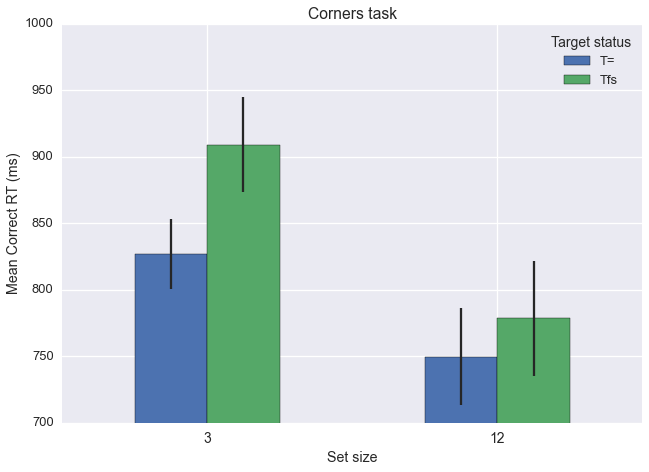 Corners task
Target status
T=
Tfs
Mean Correct RT (ms)
1000
950
900
850
800
750
700
3
12
Set size